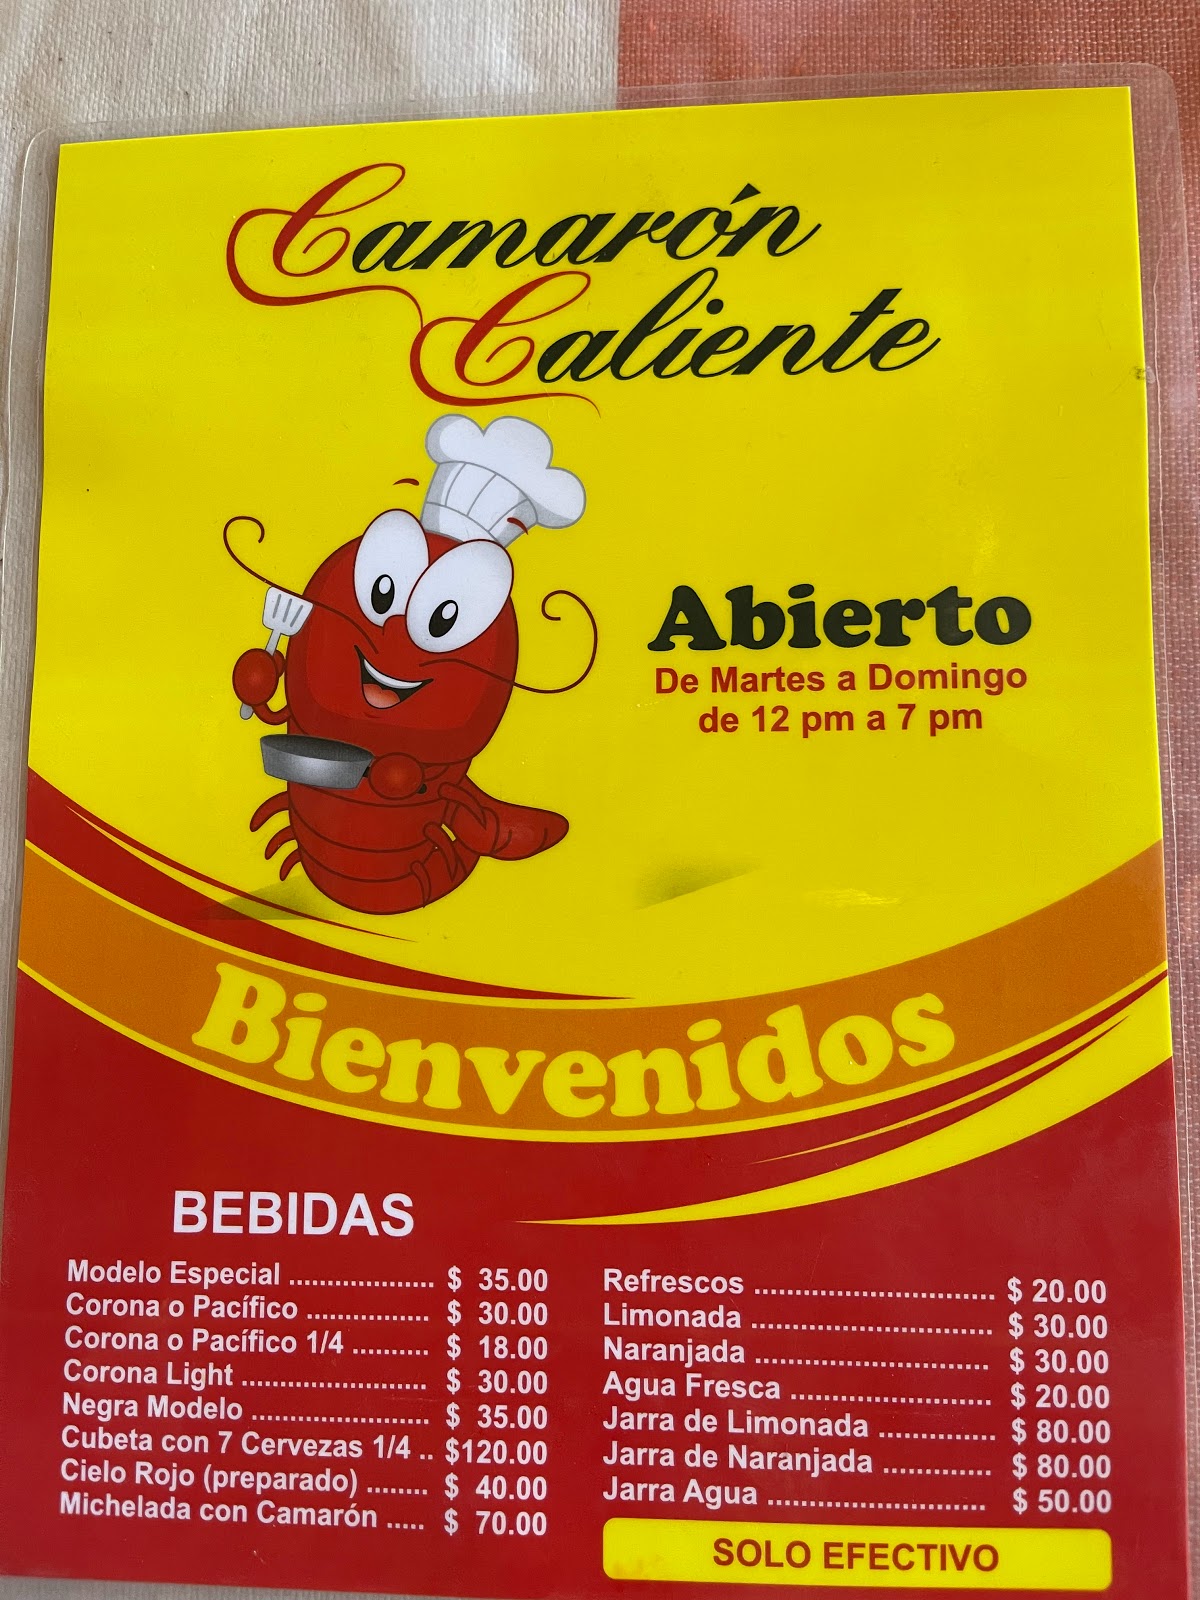 Camarón
Caliente
Abierto
De Martes a Domingo
de 12 pm a 7 pm
Bienvenidos
BEBIDAS
Modelo Especial ................... $ 35.00
Corona o Pacífico ................ $ 30.00
Corona o Pacífico 1/4 .......... $ 18.00
Corona Light ........................ $ 30.00
Negra Modelo ....................... $ 35.00
Cubeta con 7 Cervezas 1/4 .. $120.00
Cielo Rojo (preparado) ........ $ 40.00
Michelada con Camarón ..... $ 70.00
Refrescos ............................... $ 20.00
Limonada ................................ $ 30.00
Naranjada ............................... $ 30.00
Agua Fresca .......................... $ 20.00
Jarra de Limonada ............... $ 80.00
Jarra de Naranjada .............. $ 80.00
Jarra Agua ............................. $ 50.00
SOLO EFECTIVO